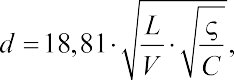 d = 18,81 · √(L/V · √(ς/C)),